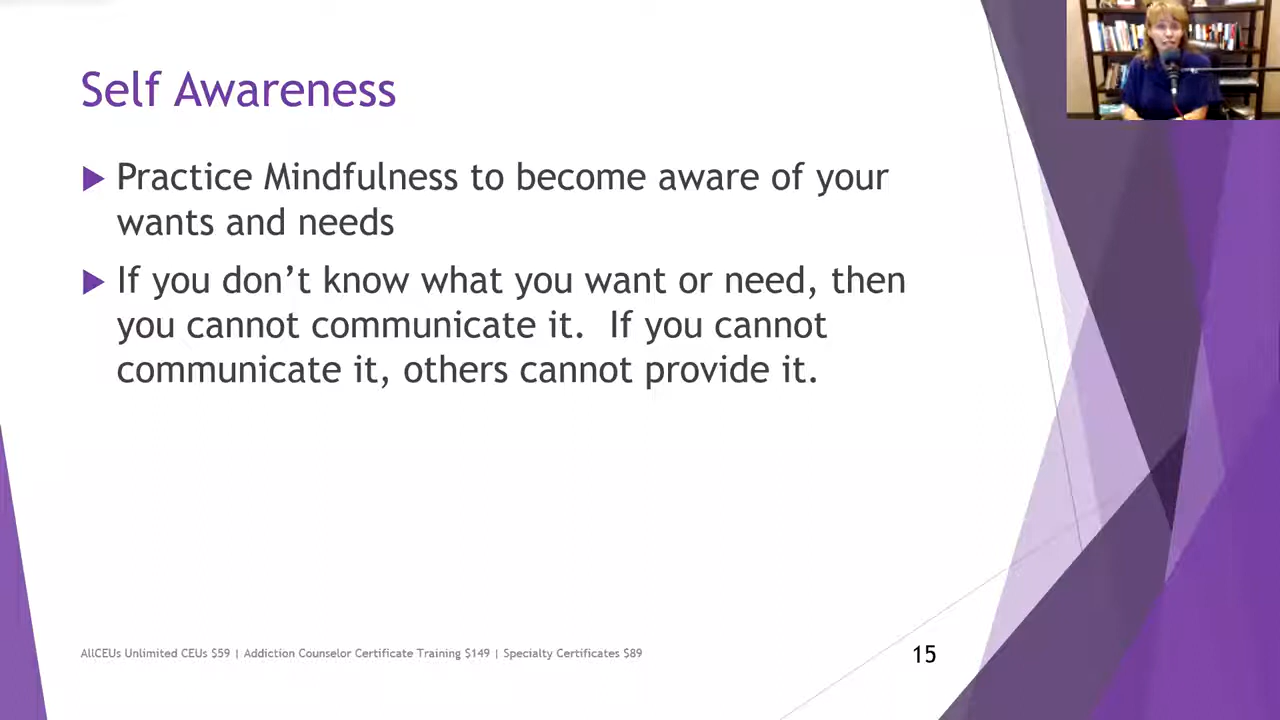 Self Awareness
Practice Mindfulness to become aware of your
wants and needs
If you don’t know what you want or need, then
you cannot communicate it.  If you cannot
communicate it, others cannot provide it.
AllCEUs Unlimited CEUs $59 | Addiction Counselor Certificate Training $149 | Specialty Certificates $89
15